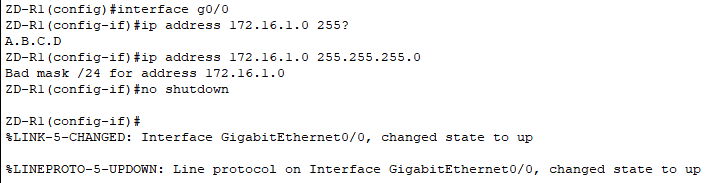 ZD-R1(config)#interface g0/0
ZD-R1(config-if)#ip address 172.16.1.0 255?
A.B.C.D
ZD-R1(config-if)#ip address 172.16.1.0 255.255.255.0
Bad mask /24 for address 172.16.1.0
ZD-R1(config-if)#no shutdown
ZD-R1(config-if)#
%LINK-5-CHANGED: Interface GigabitEthernet0/0, changed state to up
%LINEPROTO-5-UPDOWN: Line protocol on Interface GigabitEthernet0/0, changed state to up